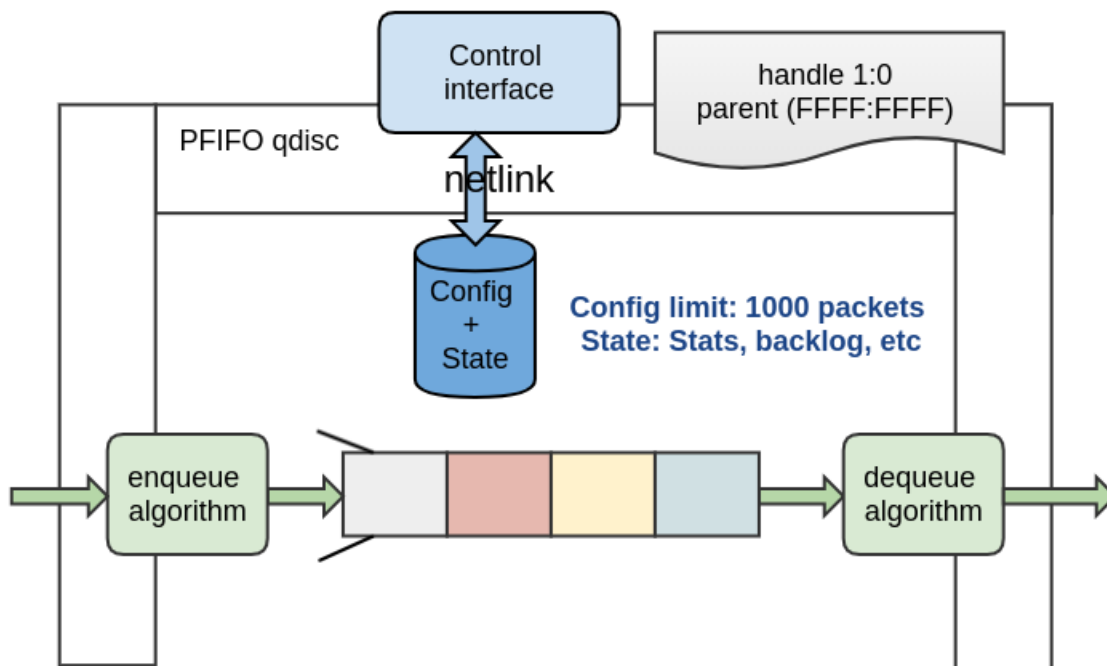 Control
interface
handle 1:0
parent (FFFF:FFFF)
PFIFO qdisc
netlink
Config
+
State
Config limit: 1000 packets
State: Stats, backlog, etc
enqueue
algorithm
dequeue
algorithm